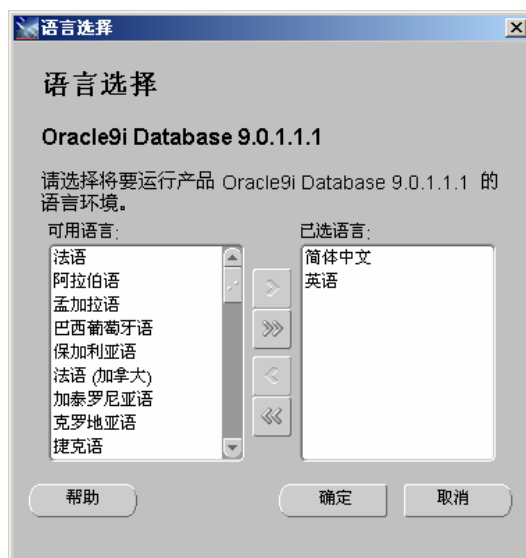 语言选择
语言选择
Oracle9i Database 9.0.1.1.1
请选择将要运行产品 Oracle9i Database 9.0.1.1.1 的
语言环境。
可用语言:
法语
阿拉伯语
孟加拉语
巴西葡萄牙语
保加利亚语
法语 (加拿大)
加泰罗尼亚语
克罗地亚语
捷克语
已选语言:
简体中文
英语
帮助
确定
取消